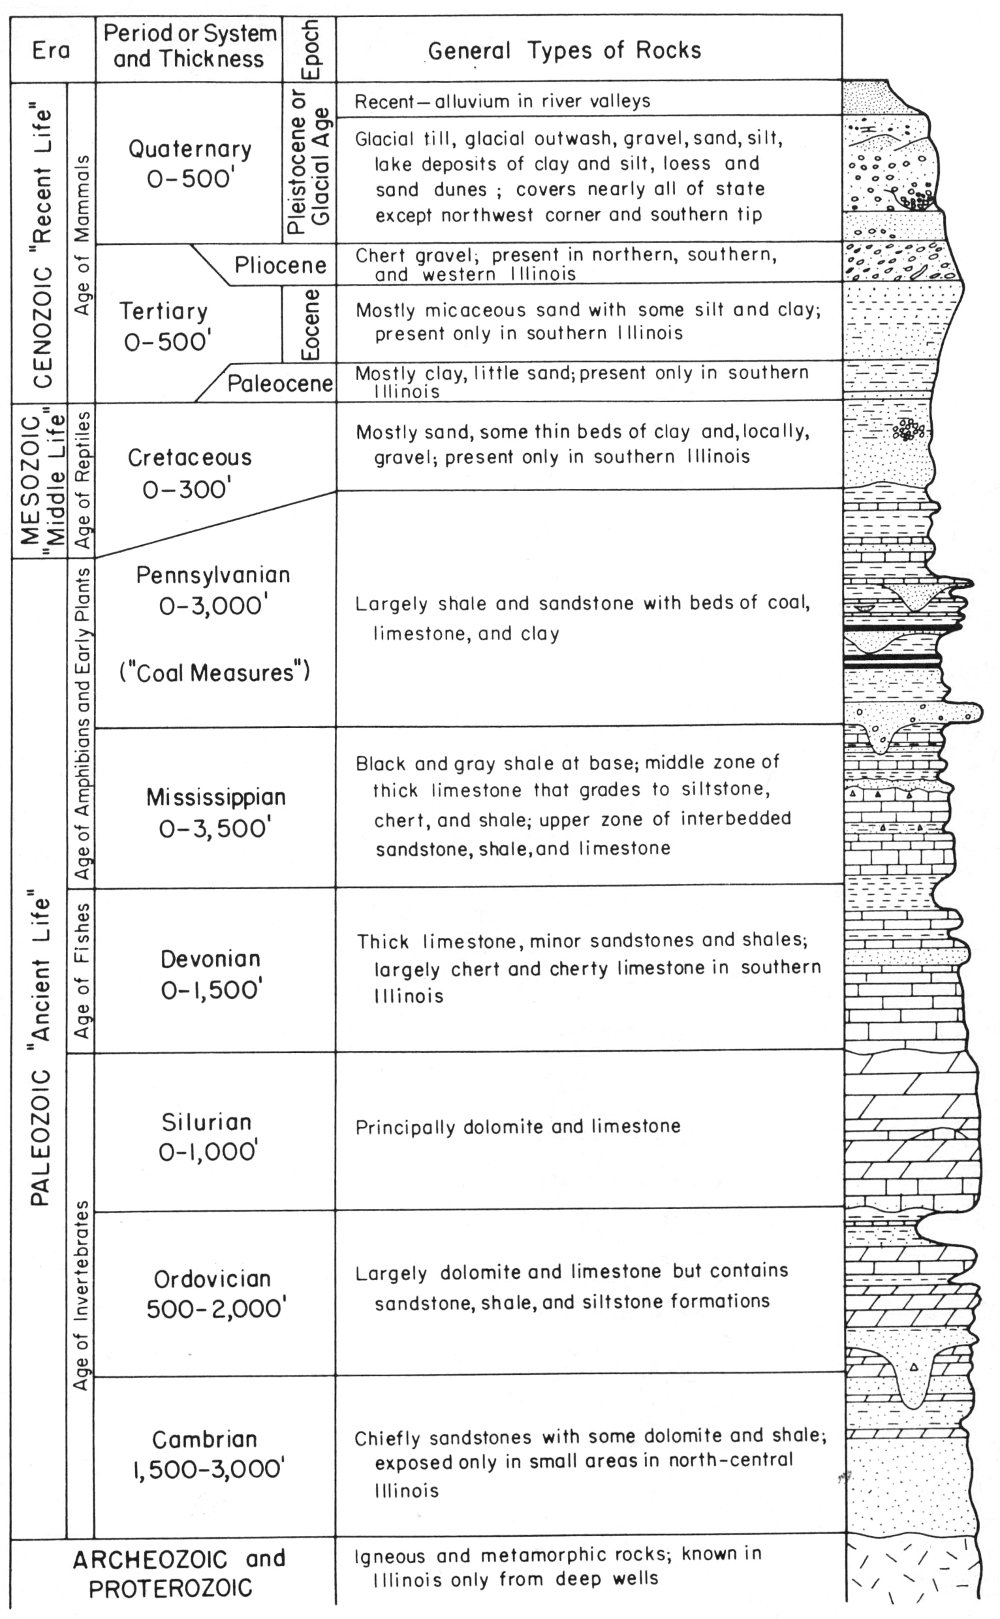 Era
Period or System
and Thickness
Epoch
General Types of Rocks
CENOZOIC "Recent Life"
Age of Mammals
Quaternary
0-500'
Pleistocene or
Glacial Age
Recent—alluvium in river valleys
Glacial till, glacial outwash, gravel, sand, silt,
lake deposits of clay and silt, loess and
sand dunes ; covers nearly all of state
except northwest corner and southern tip
Tertiary
0-500'
Pliocene
Chert gravel; present in northern, southern,
and western Illinois
Eocene
Mostly micaceous sand with some silt and clay;
present only in southern Illinois
Paleocene
Mostly clay, little sand; present only in southern
Illinois
MESOZOIC
"Middle Life"
Age of Reptiles
Cretaceous
0-300'
Mostly sand, some thin beds of clay and, locally,
gravel; present only in southern Illinois
PALEOZOIC "Ancient Life"
Age of Amphibians and Early Plants
Pennsylvanian
0-3,000'
("Coal Measures")
Largely shale and sandstone with beds of coal,
limestone, and clay
Mississippian
0-3,500'
Black and gray shale at base; middle zone of
thick limestone that grades to siltstone,
chert, and shale; upper zone of interbedded
sandstone, shale, and limestone
Age of Fishes
Devonian
0-1,500'
Thick limestone, minor sandstones and shales;
largely chert and cherty limestone in southern
Illinois
Age of Invertebrates
Silurian
0-1,000'
Principally dolomite and limestone
Ordovician
500-2,000'
Largely dolomite and limestone but contains
sandstone, shale, and siltstone formations
Cambrian
1,500-3,000'
Chiefly sandstones with some dolomite and shale;
exposed only in small areas in north-central
Illinois
ARCHEOZOIC and
PROTEROZOIC
Igneous and metamorphic rocks; known in
Illinois only from deep wells